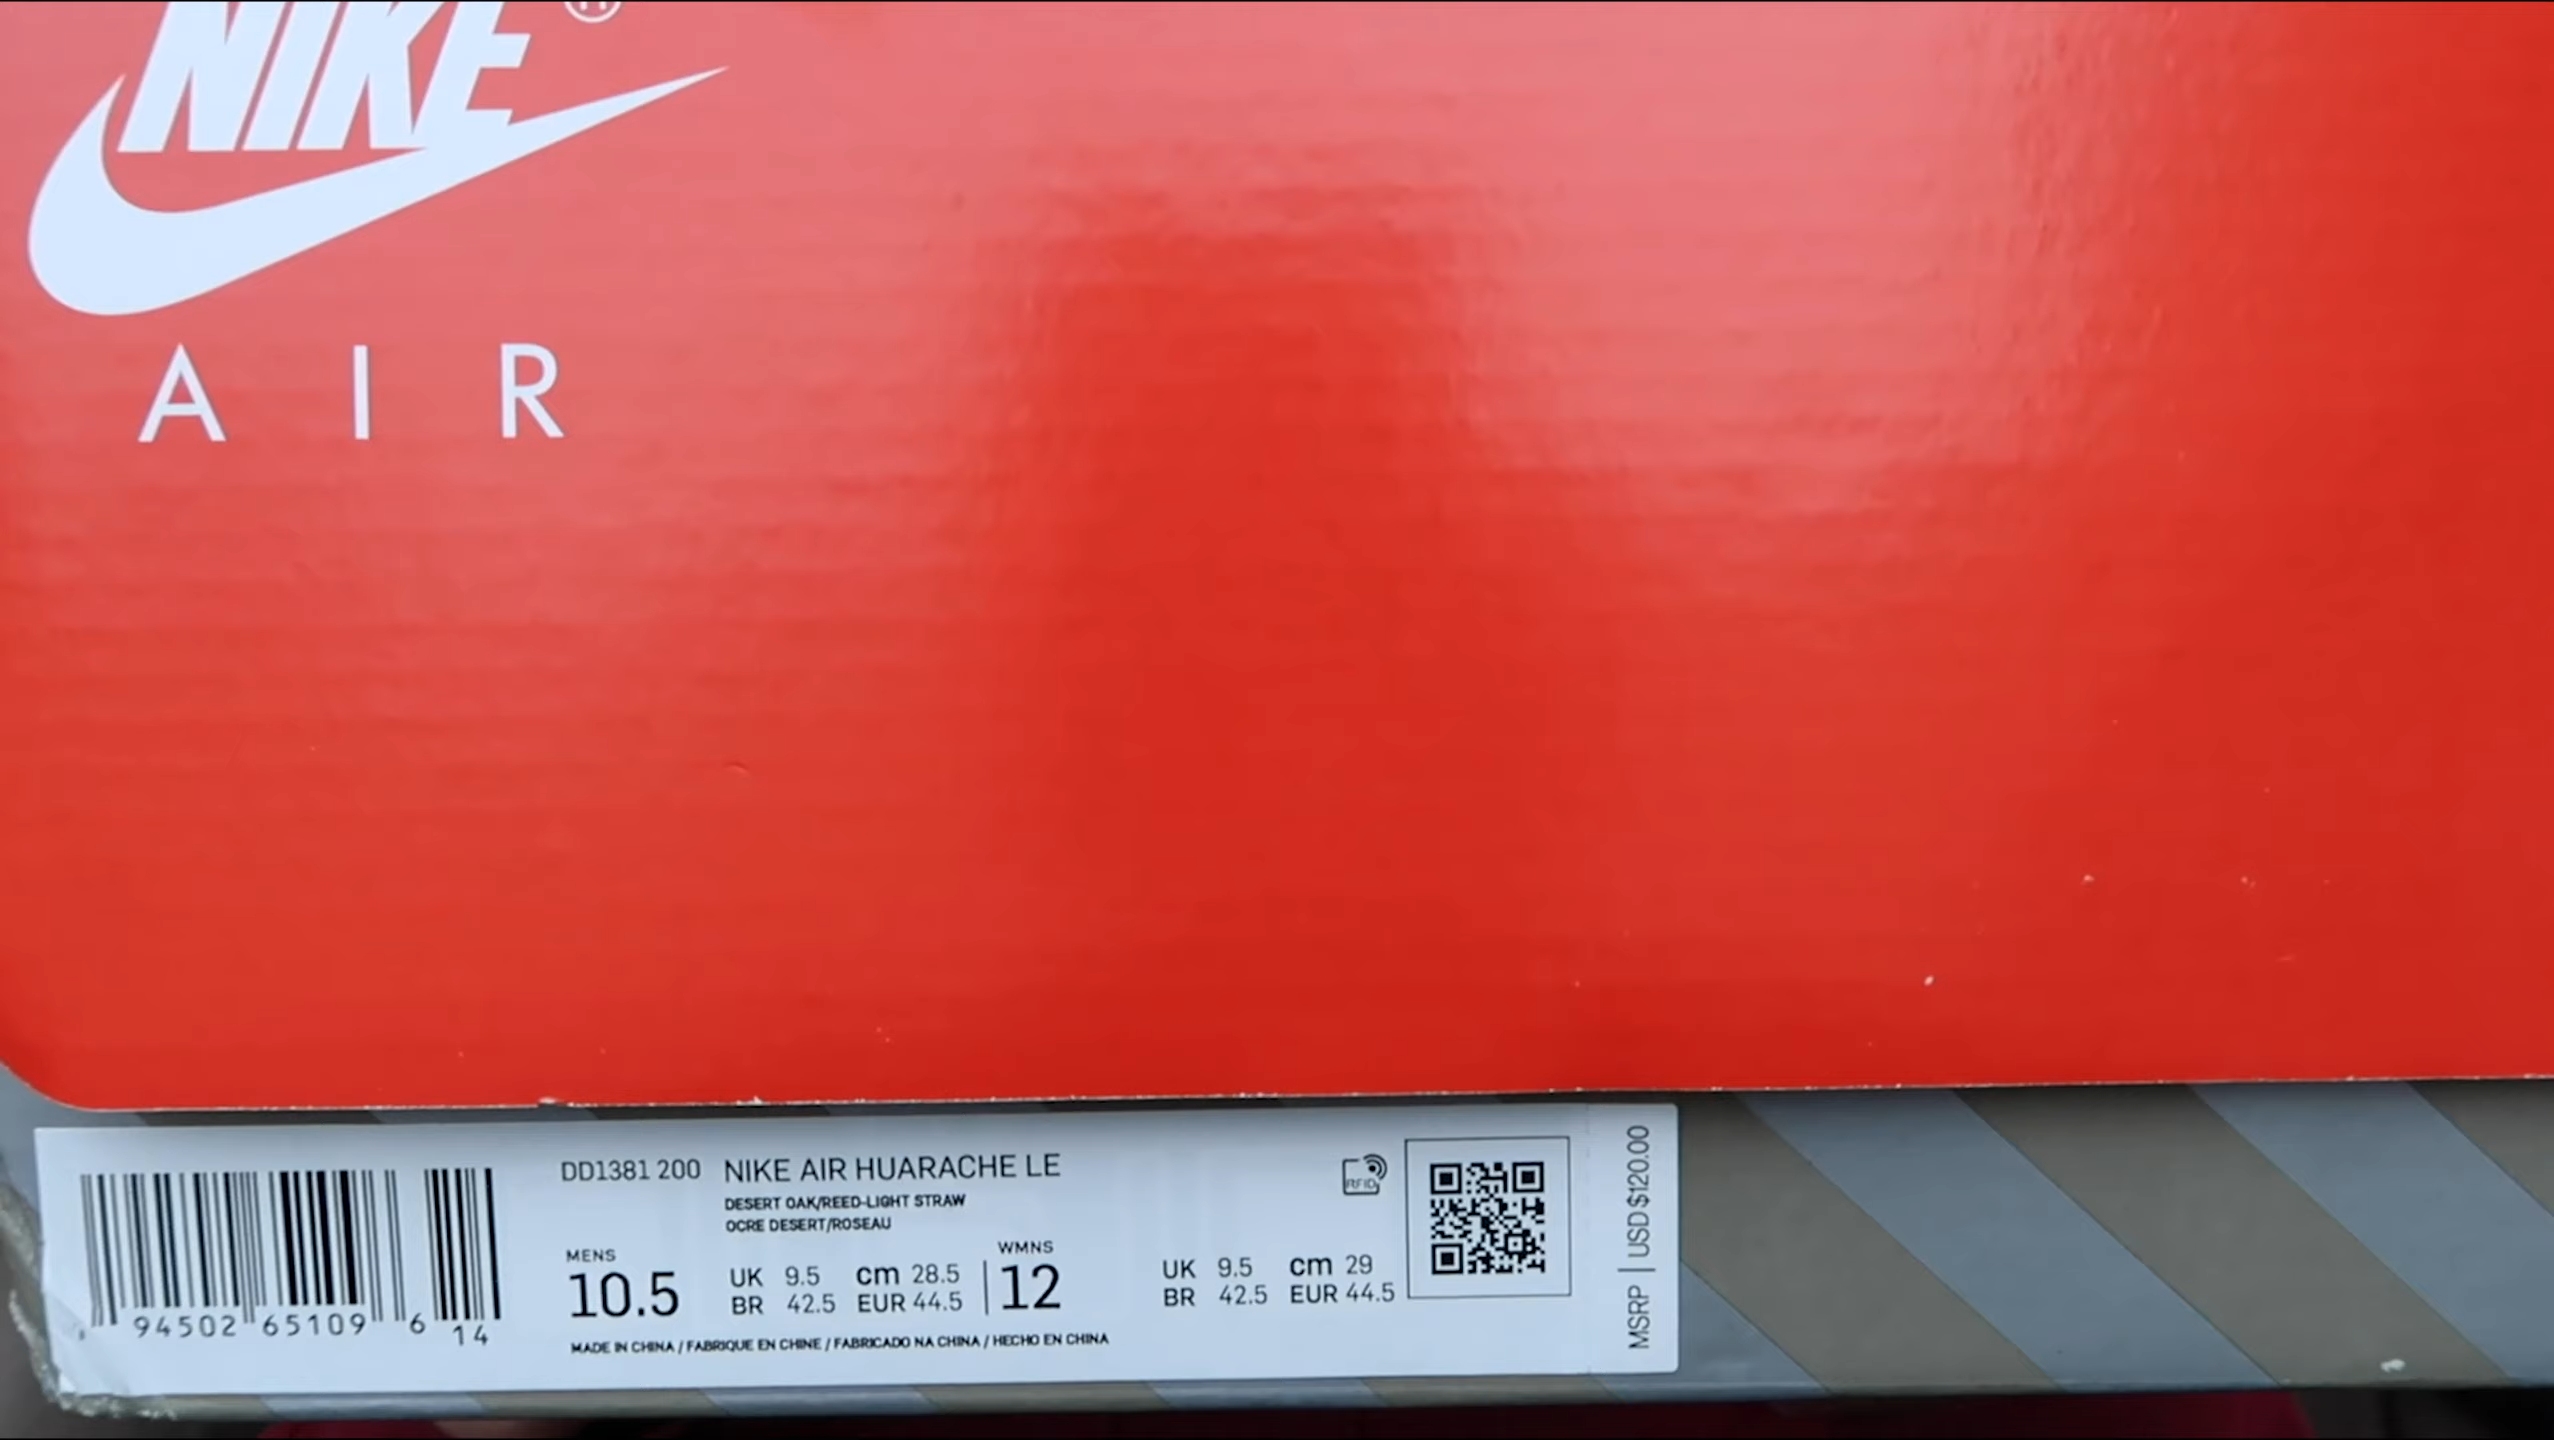 NIKE®
AIR
DD1381 200 NIKE AIR HUARACHE LE
DESERT OAK/REED-LIGHT STRAW
OCRE DESERT/ROSEAU
RFID
MENS
10.5
UK 9.5 cm 28.5
BR 42.5 EUR 44.5
WMNS
12
UK 9.5 cm 29
BR 42.5 EUR 44.5
94502 65109 6 14
MADE IN CHINA / FABRIQUE EN CHINE / FABRICADO NA CHINA / HECHO EN CHINA
MSRP | USD $120.00